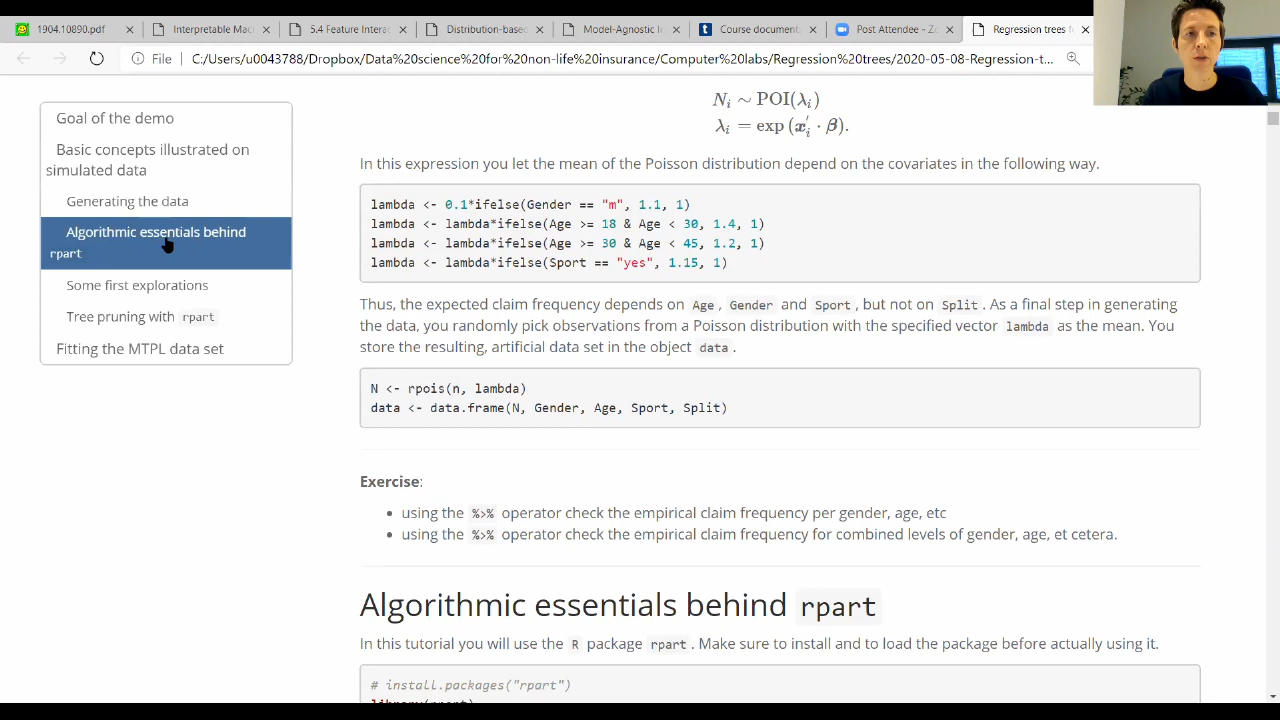 1904.10890.pdf
Interpretable Mac
5.4 Feature Interac
Distribution-based
Model-Agnostic I
Course document
Post Attendee - Z
Regression trees f
File
C:/Users/u0043788/Dropbox/Data%20science%20for%20 life%20insurance/Computer%20labs/Regression%20trees/2020-05-08-Regression-t...
Goal of the demo
Basic concepts illustrated on
simulated data
Generating the data
Algorithmic essentials behind
rpart
Some first explorations
Tree pruning with rpart
Fitting the MTPL data set
Nᵢ ∼ POI(λᵢ)
λᵢ = exp (xᵢ′ · β).
In this expression you let the mean of the Poisson distribution depend on the covariates in the following way.
lambda <- 0.1*ifelse(Gender == "m", 1.1, 1)
lambda <- lambda*ifelse(Age >= 18 & Age < 30, 1.4, 1)
lambda <- lambda*ifelse(Age >= 30 & Age < 45, 1.2, 1)
lambda <- lambda*ifelse(Sport == "yes", 1.15, 1)
Thus, the expected claim frequency depends on Age, Gender and Sport, but not on Split. As a final step in generating
the data, you randomly pick observations from a Poisson distribution with the specified vector lambda as the mean. You
store the resulting, artificial data set in the object data.
N <- rpois(n, lambda)
data <- data.frame(N, Gender, Age, Sport, Split)
Exercise:
• using the %>% operator check the empirical claim frequency per gender, age, etc
• using the %>% operator check the empirical claim frequency for combined levels of gender, age, et cetera.
Algorithmic essentials behind rpart
In this tutorial you will use the R package rpart. Make sure to install and to load the package before actually using it.
# install.packages("rpart")
library(rpart)